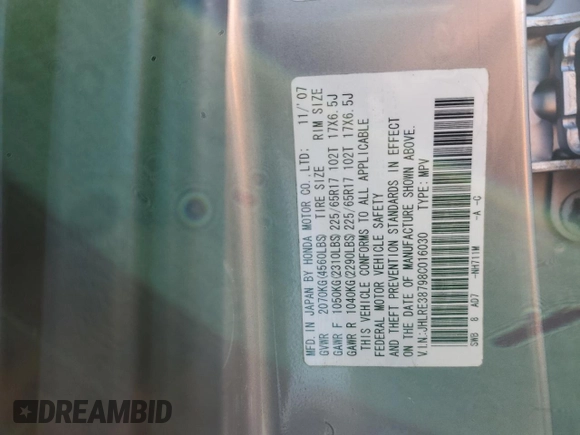 MFD. IN JAPAN BY HONDA MOTOR CO.,LTD: 11/'07
GVWR 2070KG(4560LBS) TIRE SIZE RIM SIZE
GAWR F 1050KG(2310LBS) 225/65R17 102T 17X6.5J
GAWR R 1040KG(2290LBS) 225/65R17 102T 17X6.5J
THIS VEHICLE CONFORMS TO ALL APPLICABLE
FEDERAL MOTOR VEHICLE SAFETY
AND THEFT PREVENTION STANDARDS IN EFFECT
ON THE DATE OF MANUFACTURE SHOWN ABOVE.
V.I.N.:JHLRE38798C016030 TYPE: MPV
SWB 8 A07 -NH711M -A -C
DREAMBID